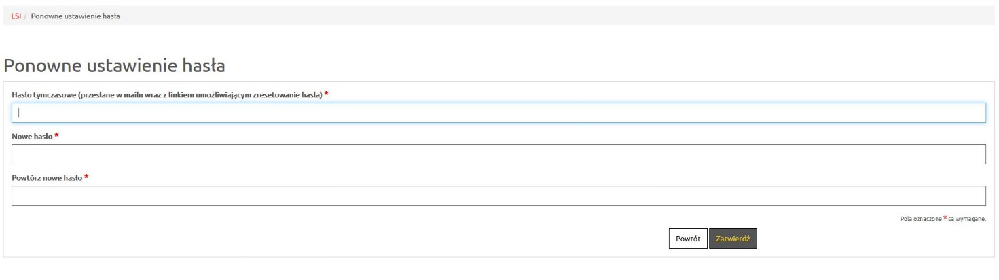 LSI / Ponowne ustawienie hasła
Ponowne ustawienie hasła
Hasło tymczasowe (przesłane w mailu wraz z linkiem umożliwiającym zresetowanie hasła) *
Nowe hasło *
Powtórz nowe hasło *
Pola oznaczone * są wymagane.
Powrót Zatwierdź